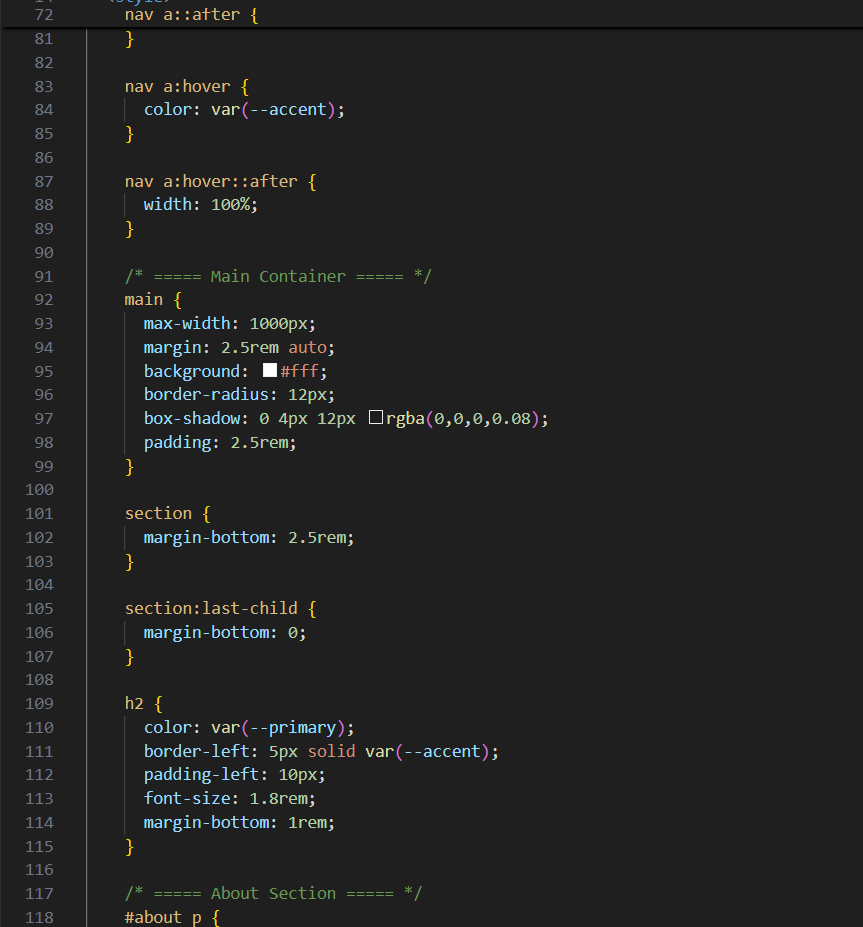 72 nav a::after {
81 }
82
83 nav a:hover {
84 color: var(--accent);
85 }
86
87 nav a:hover::after {
88 width: 100%;
89 }
90
91 /* ===== Main Container ===== */
92 main {
93 max-width: 1000px;
94 margin: 2.5rem auto;
95 background: #fff;
96 border-radius: 12px;
97 box-shadow: 0 4px 12px rgba(0,0,0,0.08);
98 padding: 2.5rem;
99 }
100
101 section {
102 margin-bottom: 2.5rem;
103 }
104
105 section:last-child {
106 margin-bottom: 0;
107 }
108
109 h2 {
110 color: var(--primary);
111 border-left: 5px solid var(--accent);
112 padding-left: 10px;
113 font-size: 1.8rem;
114 margin-bottom: 1rem;
115 }
116
117 /* ===== About Section ===== */
118 #about p {